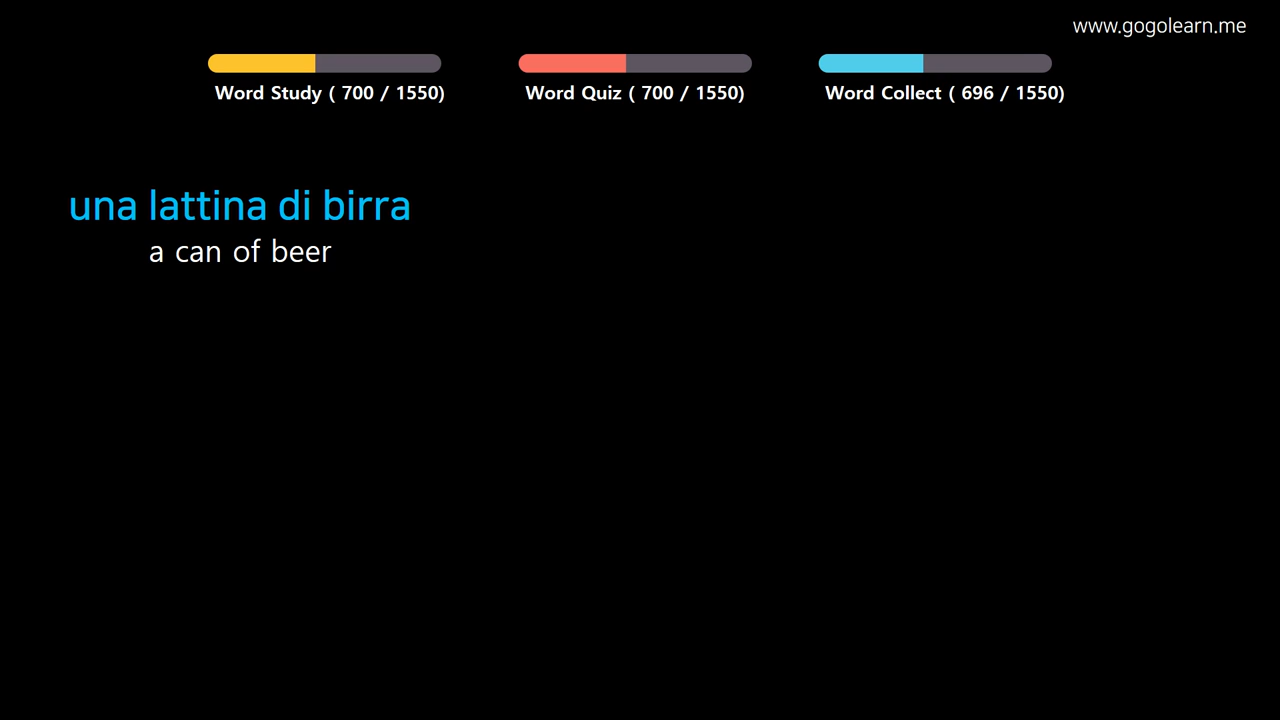 www.gogolearn.me
Word Study ( 700 / 1550)
Word Quiz ( 700 / 1550)
Word Collect ( 696 / 1550)
una lattina di birra
a can of beer